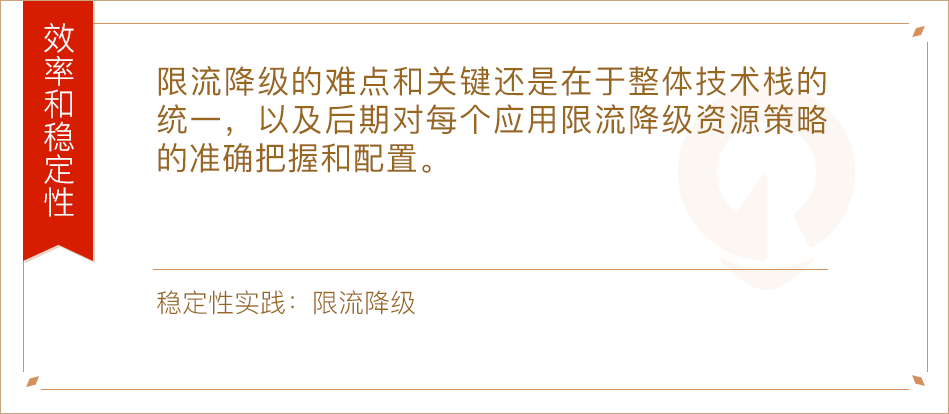 效率和稳定性
限流降级的难点和关键还是在于整体技术栈的
统一，以及后期对每个应用限流降级资源策略
的准确把握和配置。
稳定性实践：限流降级